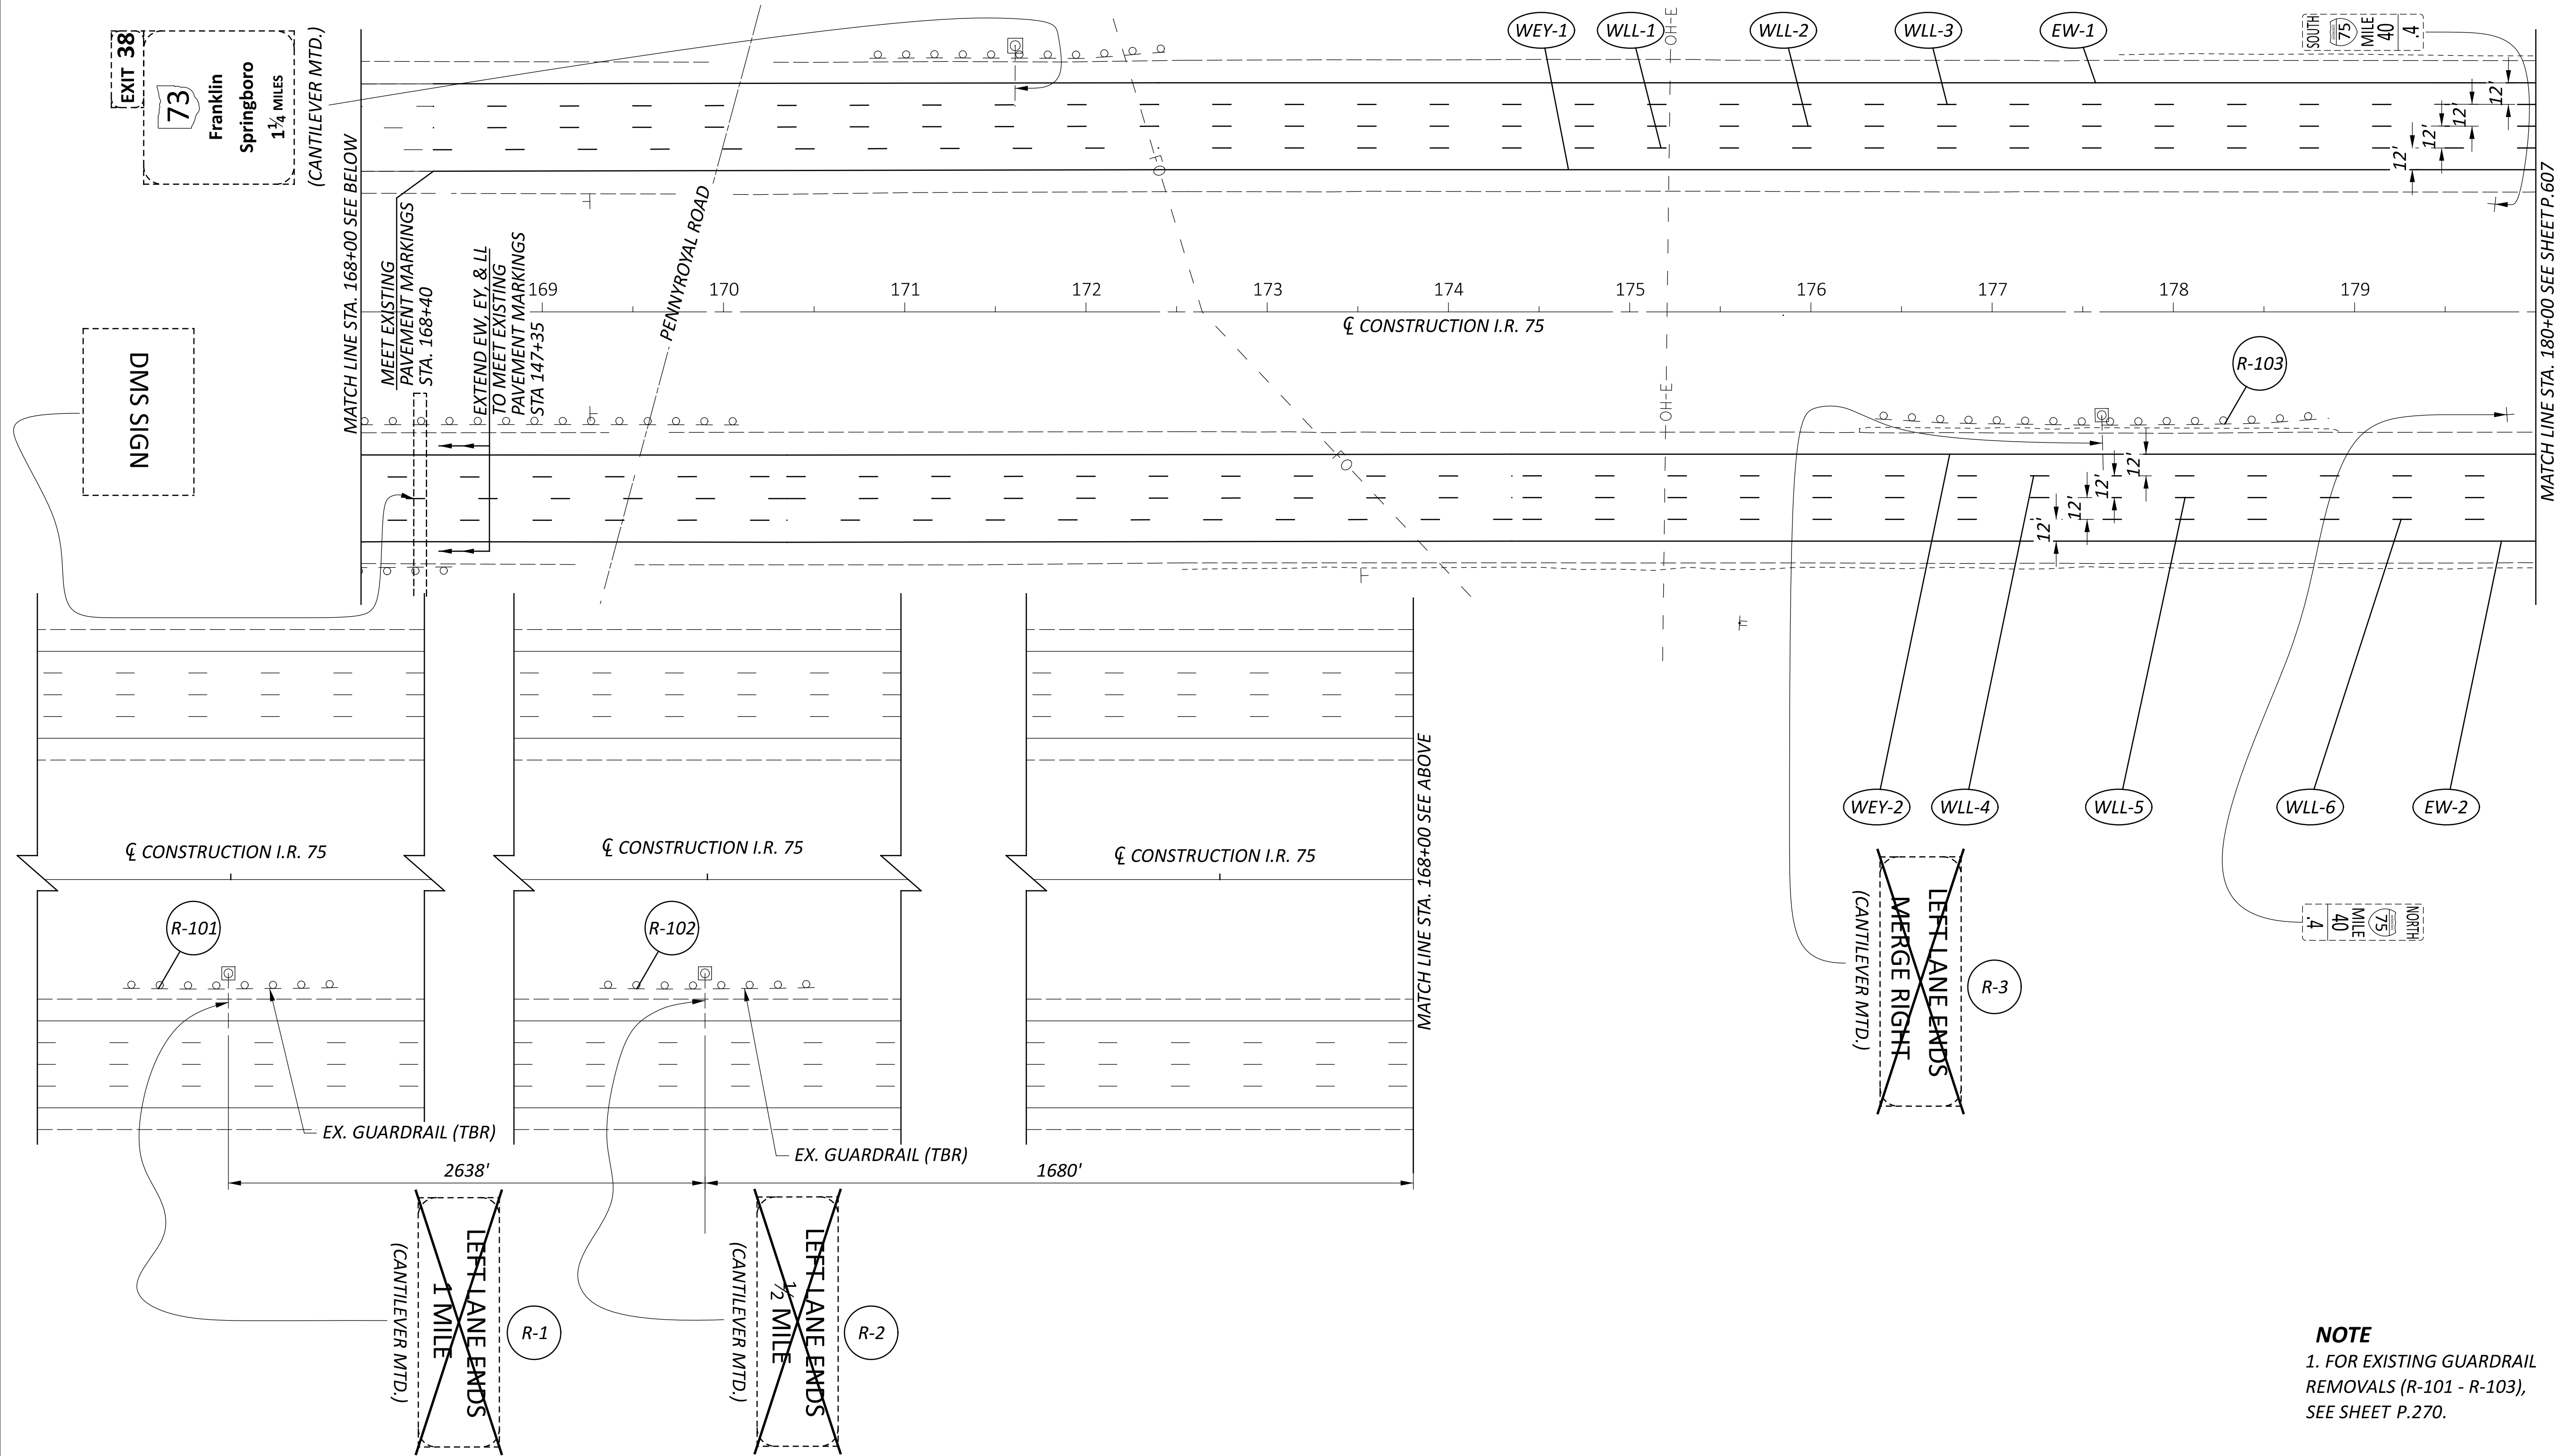 EXIT 38
73
Franklin
Springboro
1¼ MILES
(CANTILEVER MTD.)
WEY-1
WLL-1
OH-E
WLL-2
WLL-3
EW-1
SOUTH
75
MILE
40
.4
12'
12'
12'
12'
MATCH LINE STA. 168+00 SEE BELOW
MEET EXISTING
PAVEMENT MARKINGS
STA. 168+40
EXTEND EW, EY, & LL
TO MEET EXISTING
PAVEMENT MARKINGS
STA 147+35
PENNYROYAL ROAD
FO
169
170
171
172
173
174
175
176
177
178
179
℄ CONSTRUCTION I.R. 75
MATCH LINE STA. 180+00 SEE SHEET P.607
DMS SIGN
OH-E
FO
R-103
12'
12'
12'
12'
WEY-2
WLL-4
WLL-5
WLL-6
EW-2
℄ CONSTRUCTION I.R. 75
℄ CONSTRUCTION I.R. 75
℄ CONSTRUCTION I.R. 75
MATCH LINE STA. 168+00 SEE ABOVE
R-101
R-102
LEFT LANE ENDS
MERGE RIGHT
(CANTILEVER MTD.)
R-3
NORTH
75
MILE
40
.4
EX. GUARDRAIL (TBR)
EX. GUARDRAIL (TBR)
2638'
1680'
LEFT LANE ENDS
1 MILE
(CANTILEVER MTD.)
R-1
LEFT LANE ENDS
½ MILE
(CANTILEVER MTD.)
R-2
NOTE
1. FOR EXISTING GUARDRAIL
REMOVALS (R-101 - R-103),
SEE SHEET P.270.